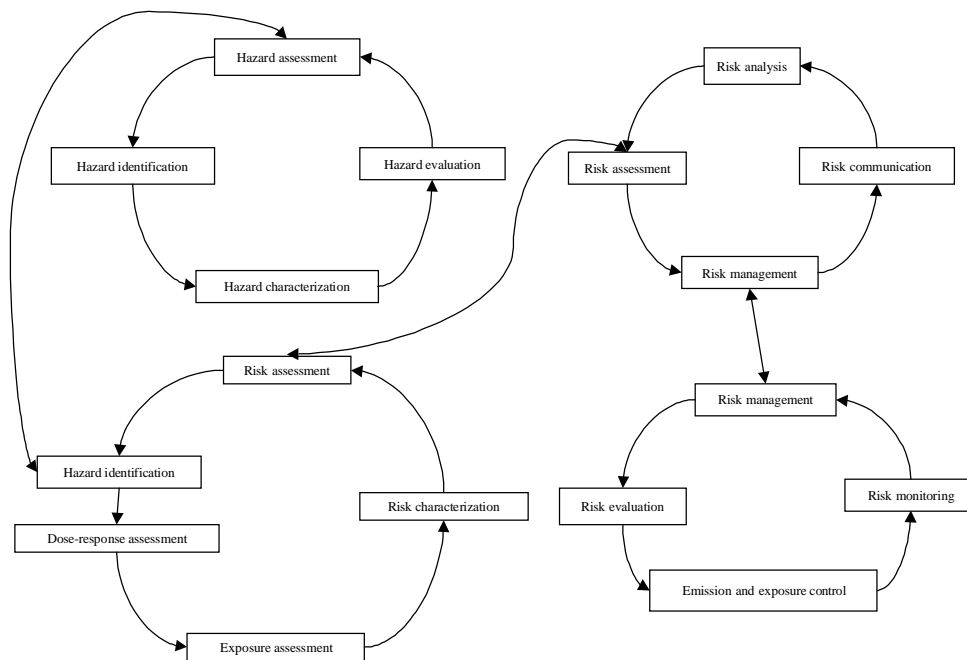 Hazard assessment
Hazard identification
Hazard evaluation
Hazard characterization
Risk analysis
Risk assessment
Risk communication
Risk management
Risk assessment
Hazard identification
Dose-response assessment
Risk characterization
Exposure assessment
Risk management
Risk evaluation
Risk monitoring
Emission and exposure control